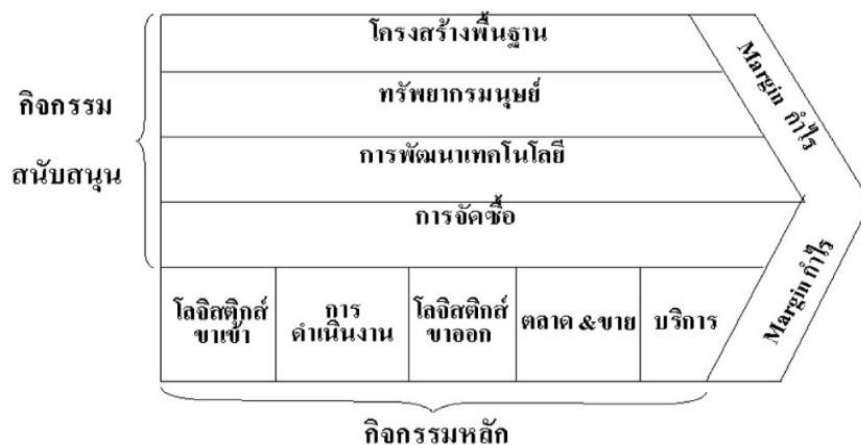 โครงสร้างพื้นฐาน
ทรัพยากรมนุษย์
การพัฒนาเทคโนโลยี
การจัดซื้อ
กิจกรรม
สนับสนุน
โลจิสติกส์
ขาเข้า
การ
ดำเนินงาน
โลจิสติกส์
ขาออก
ตลาด &ขาย
บริการ
Margin กำไร
Margin กำไร
กิจกรรมหลัก